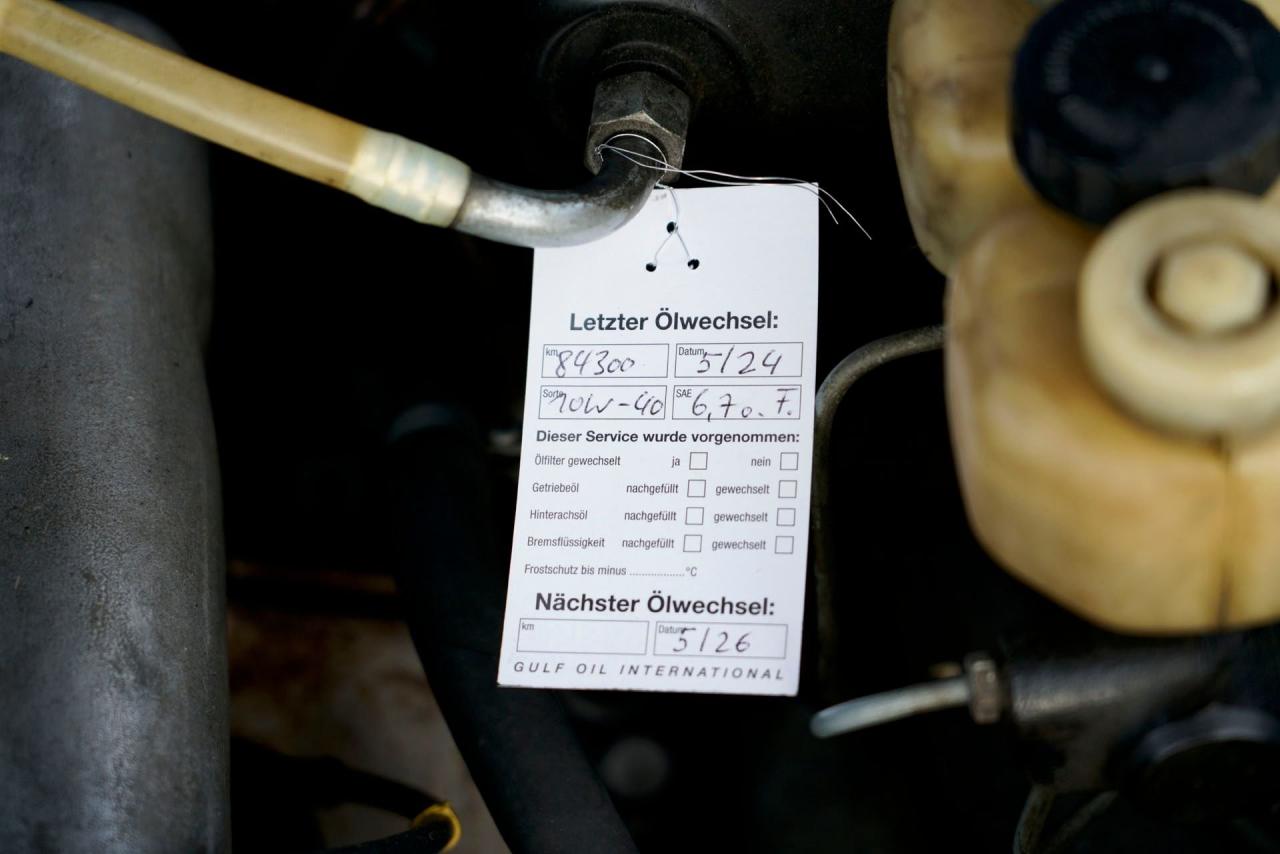 Letzter Ölwechsel:
km 84300 Datum 5/24
Sorte 10W-40 SAE 6,7 o. F.
Dieser Service wurde vorgenommen:
Ölfilter gewechselt ja nein
Getriebeöl nachgefüllt gewechselt
Hinterachsöl nachgefüllt gewechselt
Bremsflüssigkeit nachgefüllt gewechselt
Frostschutz bis minus ................. °C
Nächster Ölwechsel:
km Datum 5/26
GULF OIL INTERNATIONAL